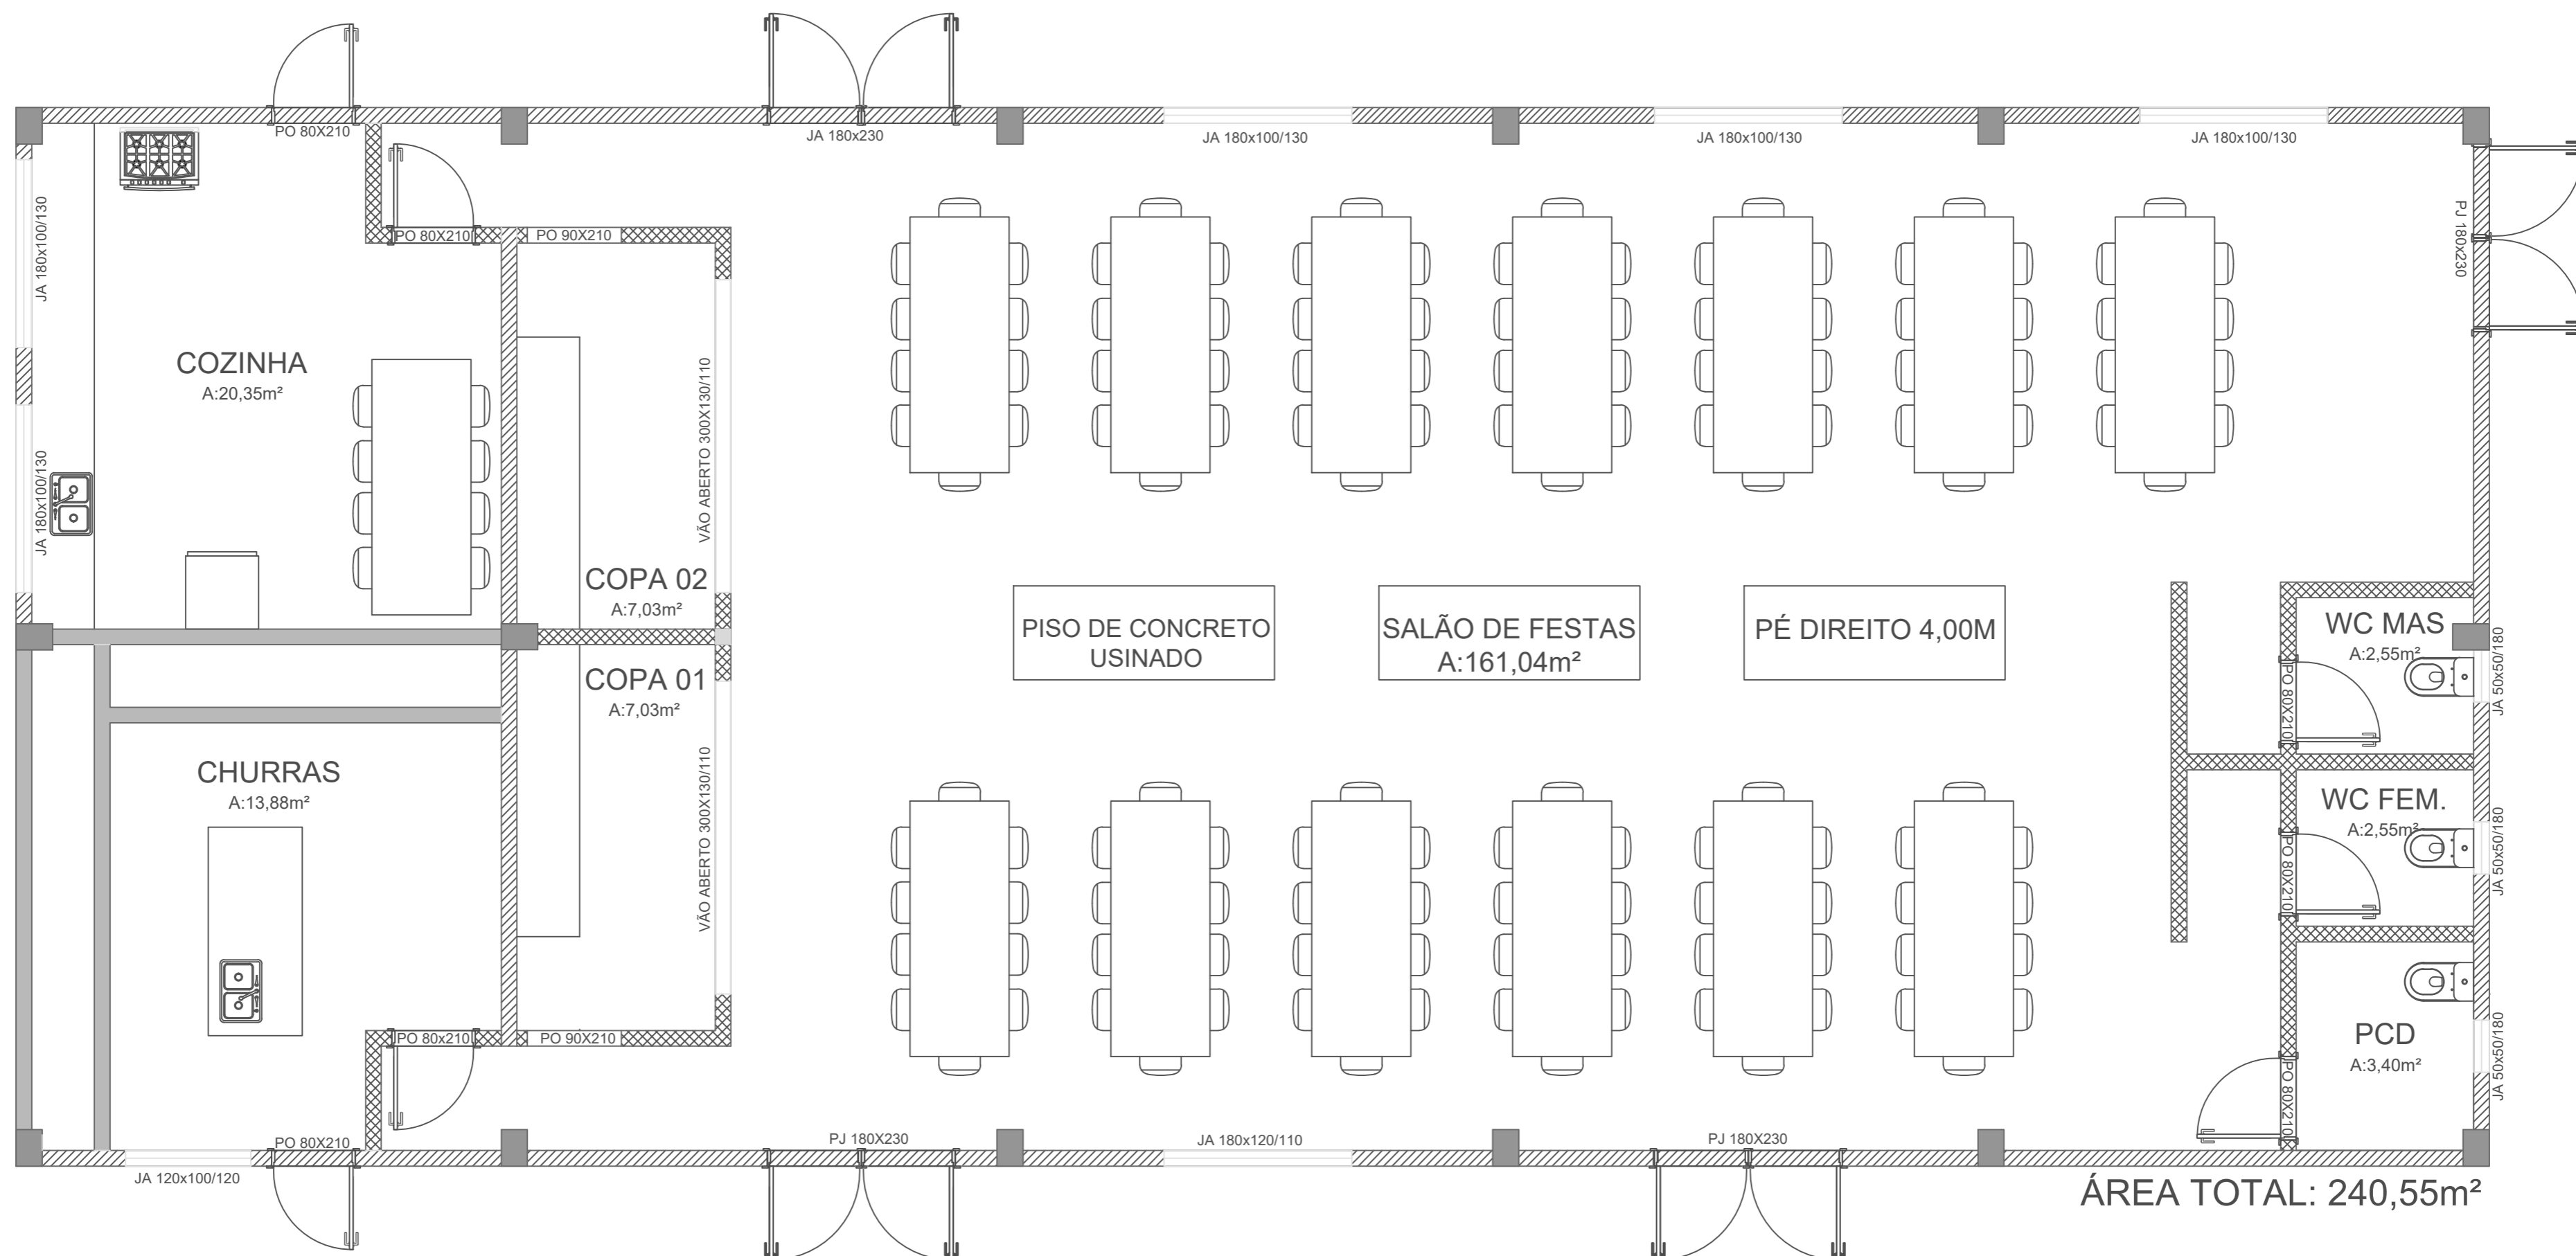 PO 80X210
JA 180x230
JA 180x100/130
JA 180x100/130
JA 180x100/130
JA 180x100/130
PO 80X210
PO 90X210
PJ 180x230
COZINHA
A:20,35m²
VÃO ABERTO 300X130/110
JA 180x100/130
COPA 02
A:7,03m²
PISO DE CONCRETO
USINADO
SALÃO DE FESTAS
A:161,04m²
PÉ DIREITO 4,00M
WC MAS
A:2,55m²
JA 50x50/180
PO 80X210
COPA 01
A:7,03m²
CHURRAS
A:13,88m²
VÃO ABERTO 300X130/110
WC FEM.
A:2,55m²
JA 50x50/180
PO 80X210
PCD
A:3,40m²
JA 50x50/180
PO 80X210
PO 80x210
PO 90X210
PO 80X210
JA 120x100/120
PJ 180X230
JA 180x120/110
PJ 180X230
ÁREA TOTAL: 240,55m²